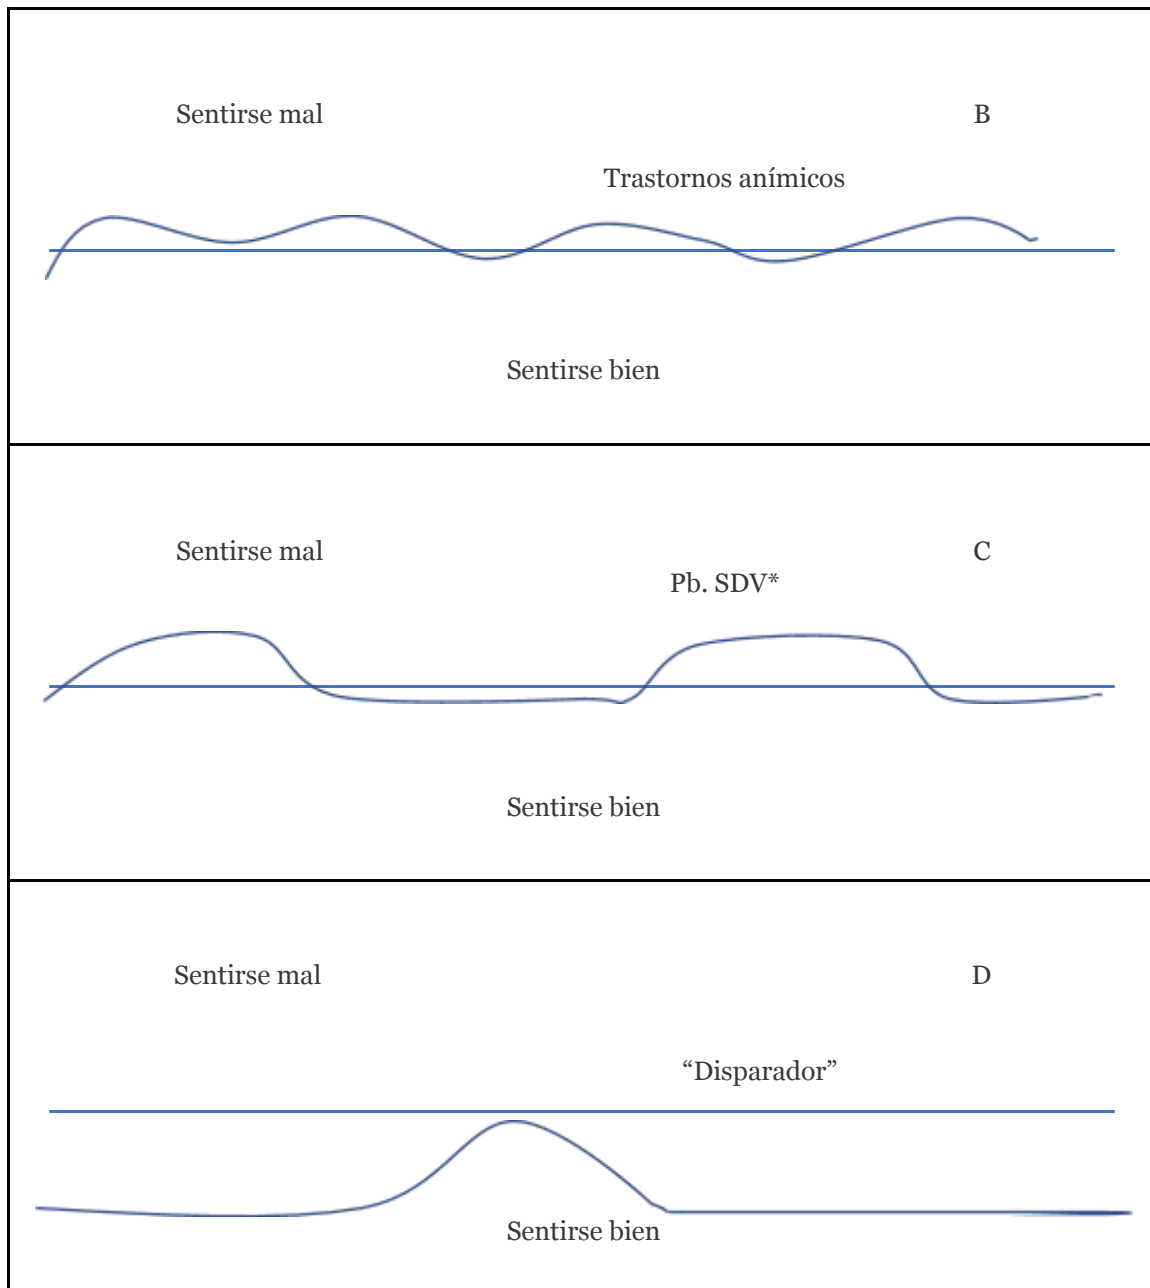 Sentirse mal B
Trastornos anímicos
Sentirse bien
Sentirse mal C
Pb. SDV*
Sentirse bien
Sentirse mal D
“Disparador”
Sentirse bien